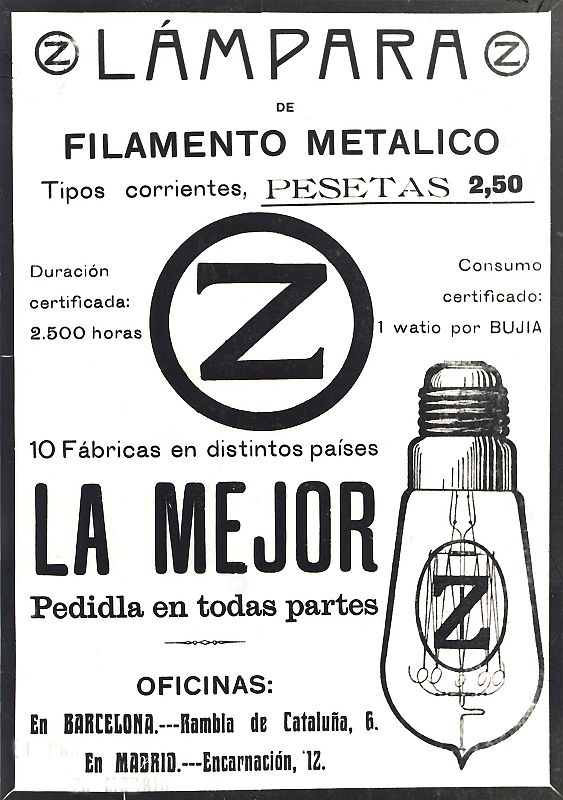 Z LÁMPARA Z
DE
FILAMENTO METALICO
Tipos corrientes, PESETAS 2,50
Duración
certificada:
2.500 horas
Z
Consumo
certificado:
1 watio por BUJIA
10 Fábricas en distintos países
LA MEJOR
Pedidla en todas partes
Z
OFICINAS:
En BARCELONA.---Rambla de Cataluña, 6.
En MADRID.---Encarnación, 12.